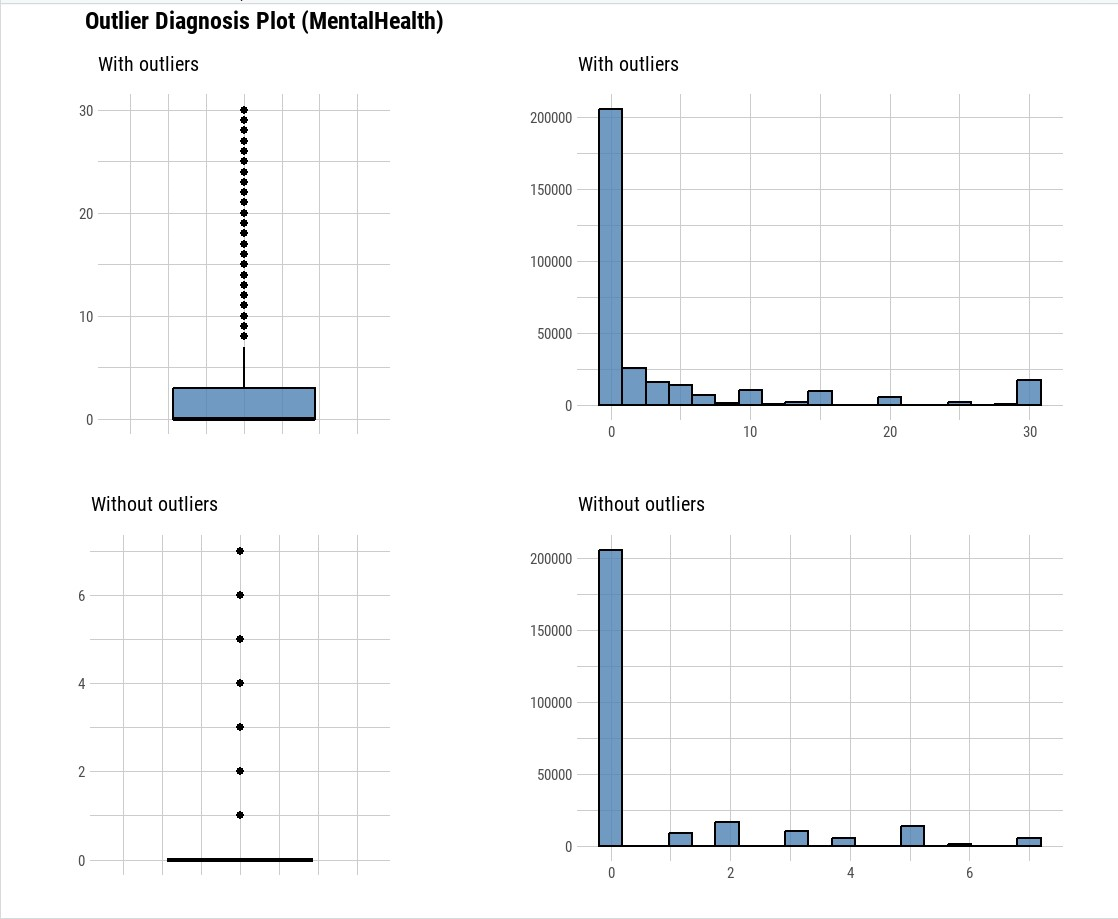 Outlier Diagnosis Plot (MentalHealth)
With outliers
30
20
10
0
With outliers
200000
150000
100000
50000
0
0 10 20 30
Without outliers
6
4
2
0
Without outliers
200000
150000
100000
50000
0
0 2 4 6